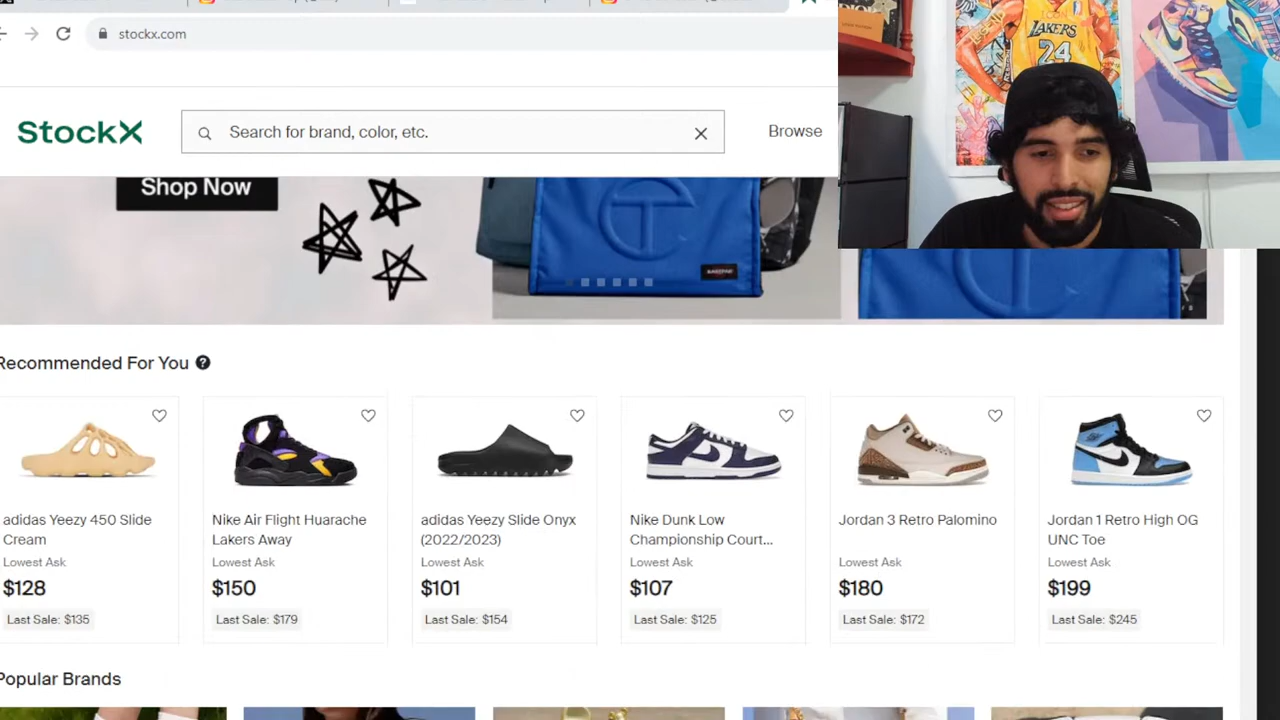 stockx.com
StockX
Search for brand, color, etc.
Browse
LAKERS
24
Shop Now
EASTPAK
Recommended For You
adidas Yeezy 450 Slide
Cream
Lowest Ask
$128
Last Sale: $135
Nike Air Flight Huarache
Lakers Away
Lowest Ask
$150
Last Sale: $179
adidas Yeezy Slide Onyx
(2022/2023)
Lowest Ask
$101
Last Sale: $154
Nike Dunk Low
Championship Court...
Lowest Ask
$107
Last Sale: $125
Jordan 3 Retro Palomino
Lowest Ask
$180
Last Sale: $172
Jordan 1 Retro High OG
UNC Toe
Lowest Ask
$199
Last Sale: $245
Popular Brands